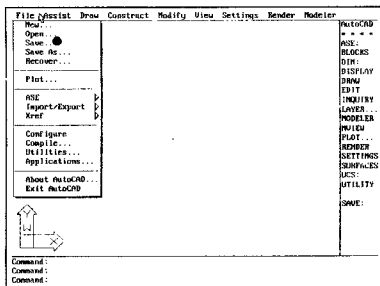 File Assist Draw Construct Modify View Settings Render Modeler
New...
Open...
Save...
Save As...
Recover...
Plot...
ASE
Import/Export
Xref
Configure
Compile...
Utilities...
Applications...
About AutoCAD...
Exit AutoCAD
AutoCAD
* * * *
ASE:
BLOCKS
DIM:
DISPLAY
DRAW
EDIT
INQUIRY
LAYER...
MODELER
MVIEW
PLOT...
RENDER
SETTINGS
SURFACES
UCS:
UTILITY
SAVE:
Y
W
X
Command:
Command:
Command: